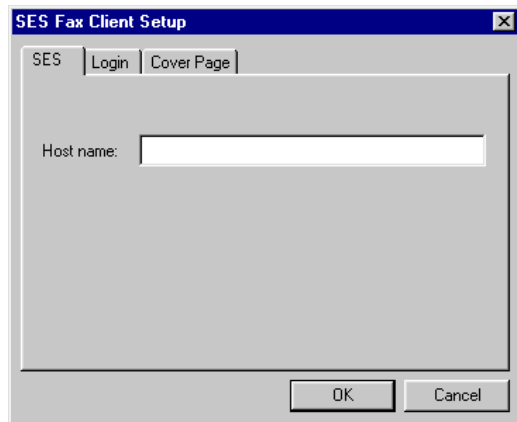 SES Fax Client Setup
SES Login Cover Page
Host name:
OK Cancel